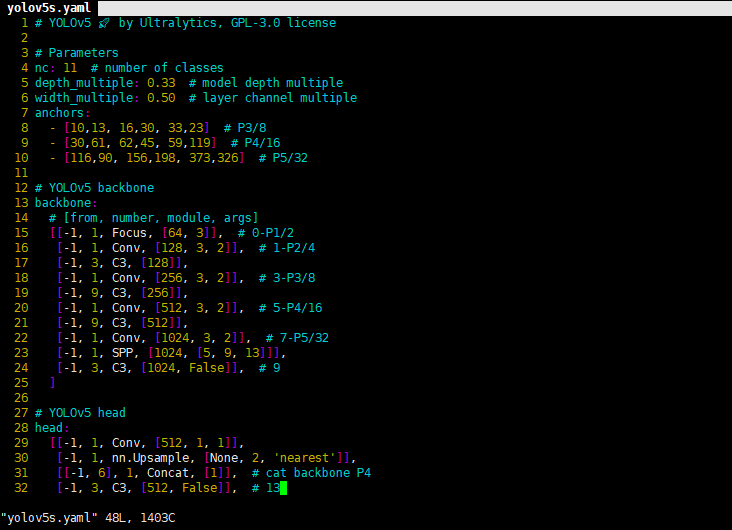 yolov5s.yaml
1 # YOLOv5 🚀 by Ultralytics, GPL-3.0 license
2
3 # Parameters
4 nc: 11  # number of classes
5 depth_multiple: 0.33  # model depth multiple
6 width_multiple: 0.50  # layer channel multiple
7 anchors:
8   - [10,13, 16,30, 33,23]  # P3/8
9   - [30,61, 62,45, 59,119]  # P4/16
10   - [116,90, 156,198, 373,326]  # P5/32
11
12 # YOLOv5 backbone
13 backbone:
14   # [from, number, module, args]
15   [[-1, 1, Focus, [64, 3]],  # 0-P1/2
16    [-1, 1, Conv, [128, 3, 2]],  # 1-P2/4
17    [-1, 3, C3, [128]],
18    [-1, 1, Conv, [256, 3, 2]],  # 3-P3/8
19    [-1, 9, C3, [256]],
20    [-1, 1, Conv, [512, 3, 2]],  # 5-P4/16
21    [-1, 9, C3, [512]],
22    [-1, 1, Conv, [1024, 3, 2]],  # 7-P5/32
23    [-1, 1, SPP, [1024, [5, 9, 13]]],
24    [-1, 3, C3, [1024, False]],  # 9
25   ]
26
27 # YOLOv5 head
28 head:
29   [[-1, 1, Conv, [512, 1, 1]],
30    [-1, 1, nn.Upsample, [None, 2, 'nearest']],
31    [[-1, 6], 1, Concat, [1]],  # cat backbone P4
32    [-1, 3, C3, [512, False]],  # 13
"yolov5s.yaml" 48L, 1403C